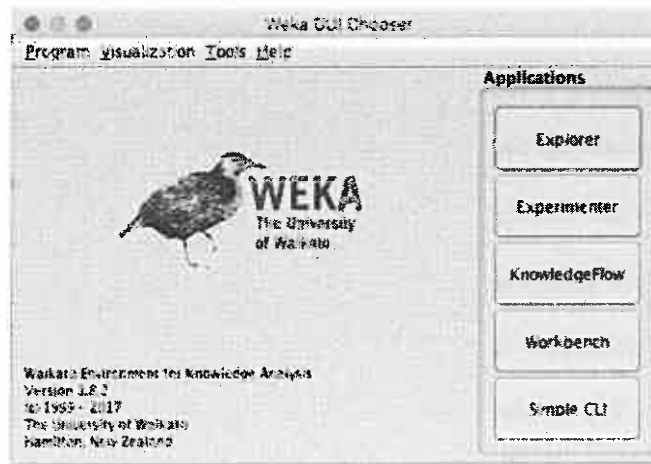 Weka GUI Chooser
Program Visualization Tools Help
Applications
Explorer
Experimenter
KnowledgeFlow
Workbench
Simple CLI
WEKA
The University
of Waikato
Waikato Environment for Knowledge Analysis
Version 3.8.2
(c) 1999 - 2017
The University of Waikato
Hamilton, New Zealand